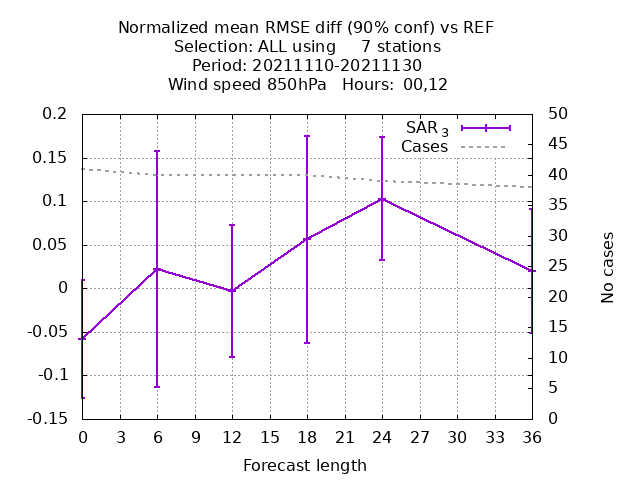 Normalized mean RMSE diff (90% conf) vs REF
Selection: ALL using     7 stations
Period: 20211110-20211130
Wind speed 850hPa   Hours:  00,12
SAR 3
Cases
0.2
0.15
0.1
0.05
0
-0.05
-0.1
-0.15
50
45
40
35
30
25
20
15
10
5
0
No cases
0 3 6 9 12 15 18 21 24 27 30 33 36
Forecast length